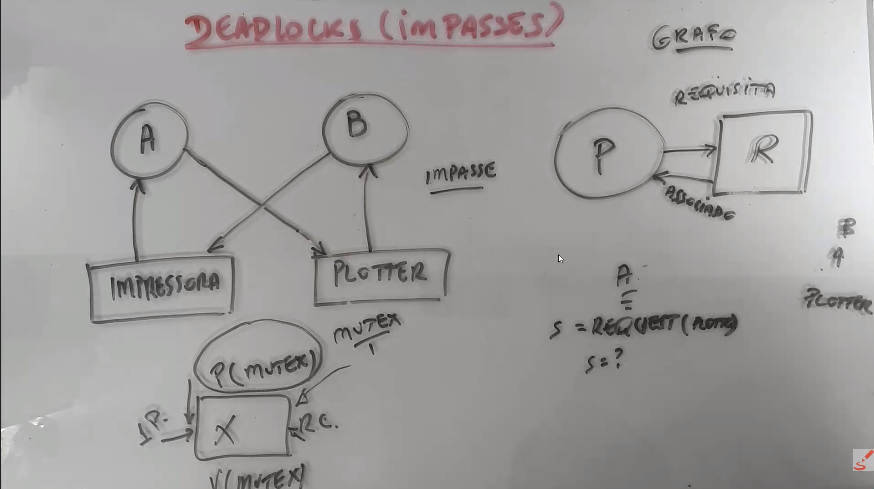 DEADLOCKS (IMPASSES)
GRAFO
REQUISITA
A
B
P
R
IMPASSE
ASSOCIADO
IMPRESSORA
PLOTTER
B
A
PLOTTER
A
S = REQUEST(PLOTTER)
S = ?
MUTEX
1
P(MUTEX)
X
R.C.
V(MUTEX)